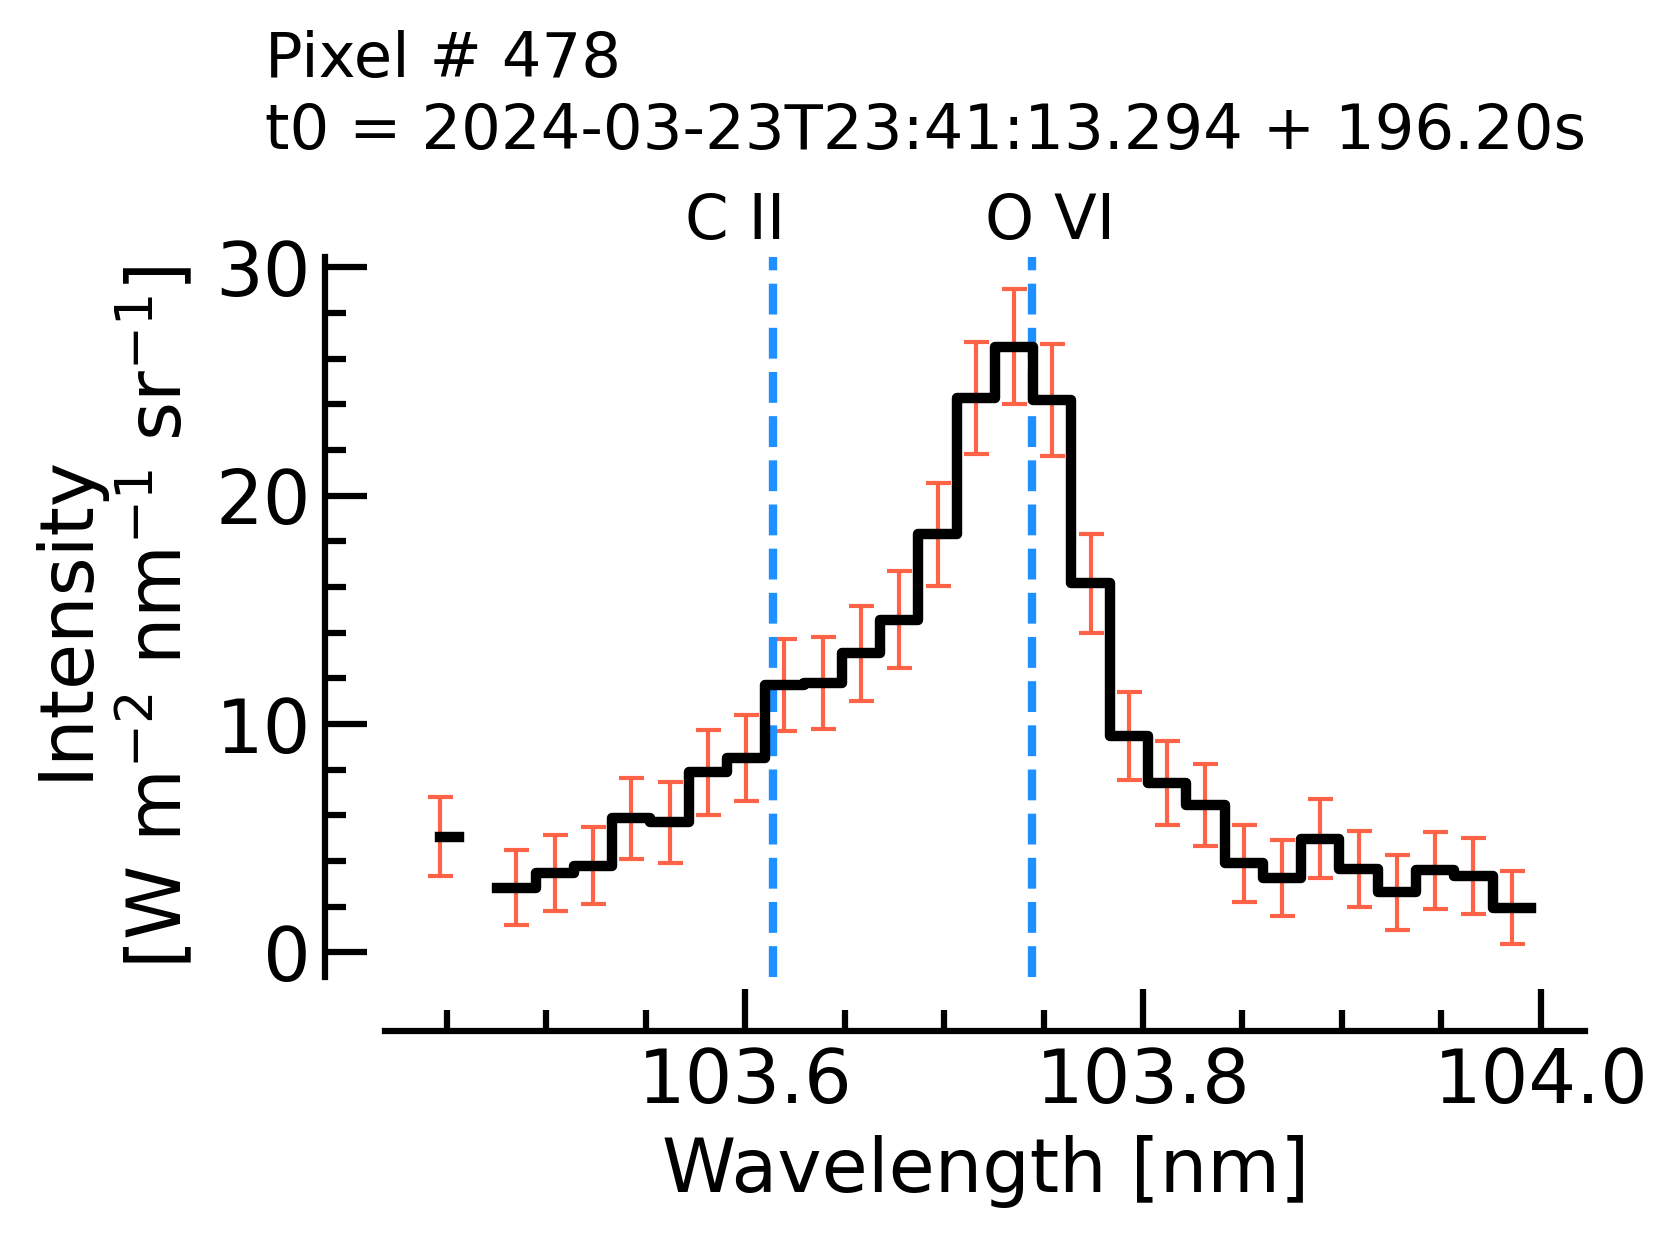 Pixel # 478
t0 = 2024-03-23T23:41:13.294 + 196.20s
C II O VI
Intensity
[W m⁻² nm⁻¹ sr⁻¹]
30
20
10
0
103.6 103.8 104.0
Wavelength [nm]